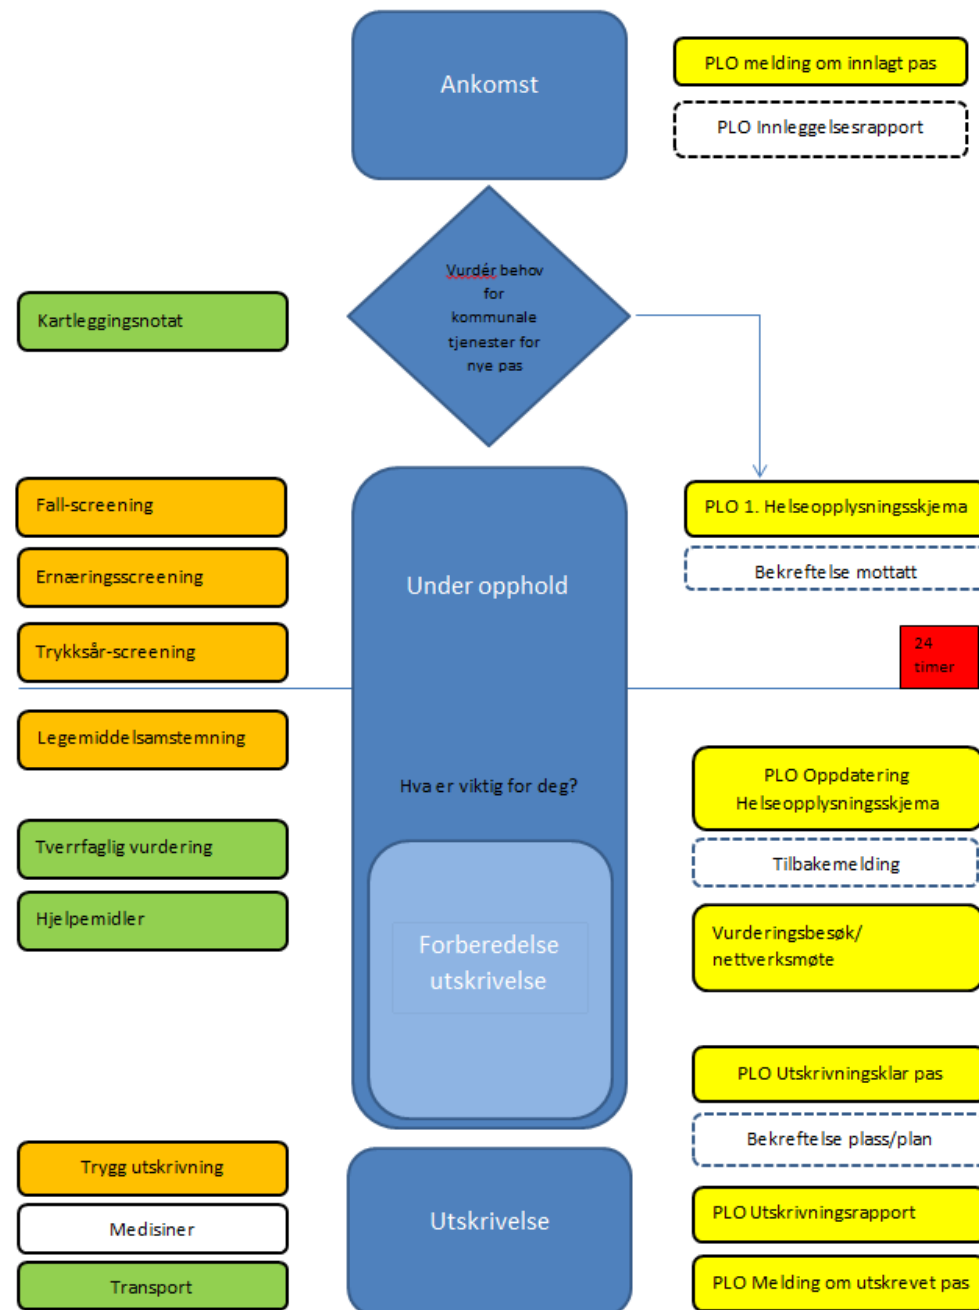 Ankomst
PLO melding om innlagt pas
PLO Innleggelsesrapport
Vurdér behov
for
kommunale
tjenester for
nye pas
Kartleggingsnotat
Fall-screening
Ernæringsscreening
Trykksår-screening
Under opphold
PLO 1. Helseopplysningsskjema
Bekreftelse mottatt
24
timer
Legemiddelsamstemning
Hva er viktig for deg?
PLO Oppdatering
Helseopplysningsskjema
Tilbakemelding
Tverrfaglig vurdering
Hjelpemidler
Forberedelse
utskrivelse
Vurderingsbesøk/
nettverksmøte
PLO Utskrivningsklar pas
Bekreftelse plass/plan
Trygg utskrivning
Medisiner
Transport
Utskrivelse
PLO Utskrivningsrapport
PLO Melding om utskrevet pas